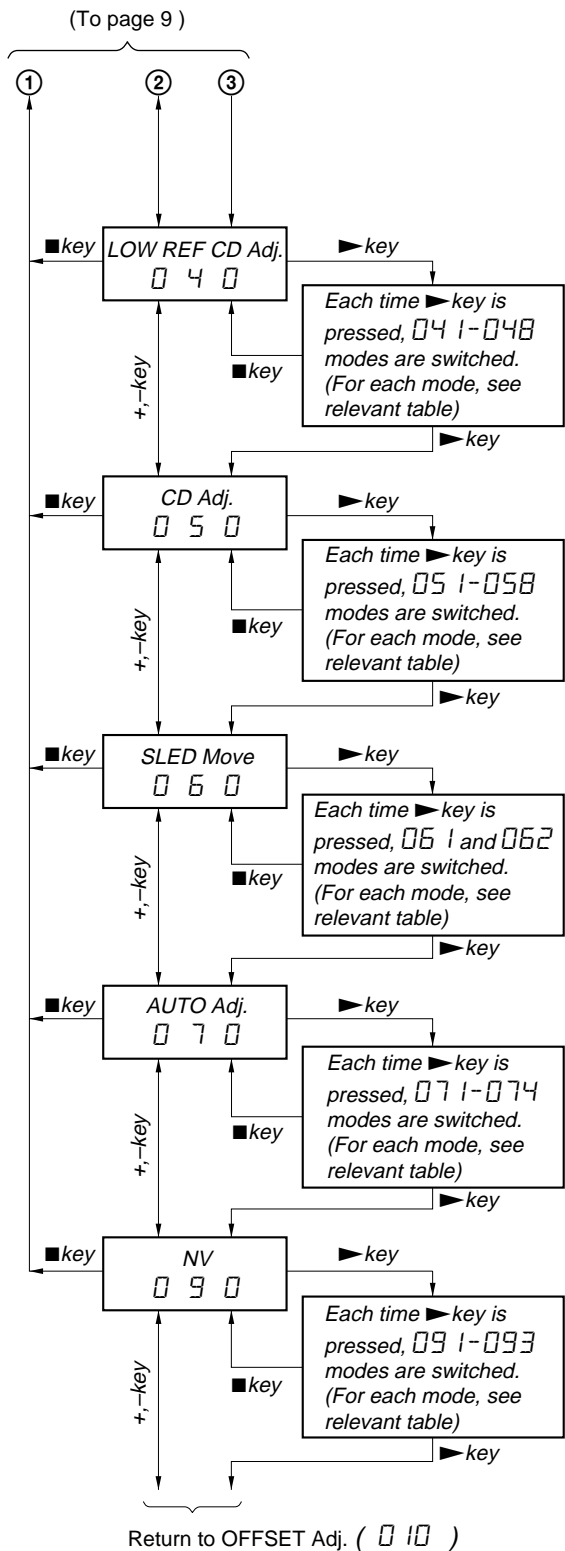 (To page 9 )
① ② ③
■key LOW REF CD Adj. ►key
0 4 0
Each time ►key is
pressed, 041-048
modes are switched.
(For each mode, see
relevant table)
■key
+,–key
►key
■key CD Adj. ►key
0 5 0
Each time ►key is
pressed, 051-058
modes are switched.
(For each mode, see
relevant table)
■key
+,–key
►key
■key SLED Move ►key
0 6 0
Each time ►key is
pressed, 061 and 062
modes are switched.
(For each mode, see
relevant table)
■key
+,–key
►key
■key AUTO Adj. ►key
0 7 0
Each time ►key is
pressed, 071-074
modes are switched.
(For each mode, see
relevant table)
■key
+,–key
►key
■key NV ►key
0 9 0
Each time ►key is
pressed, 091-093
modes are switched.
(For each mode, see
relevant table)
■key
+,–key
►key
Return to OFFSET Adj. ( 010 )